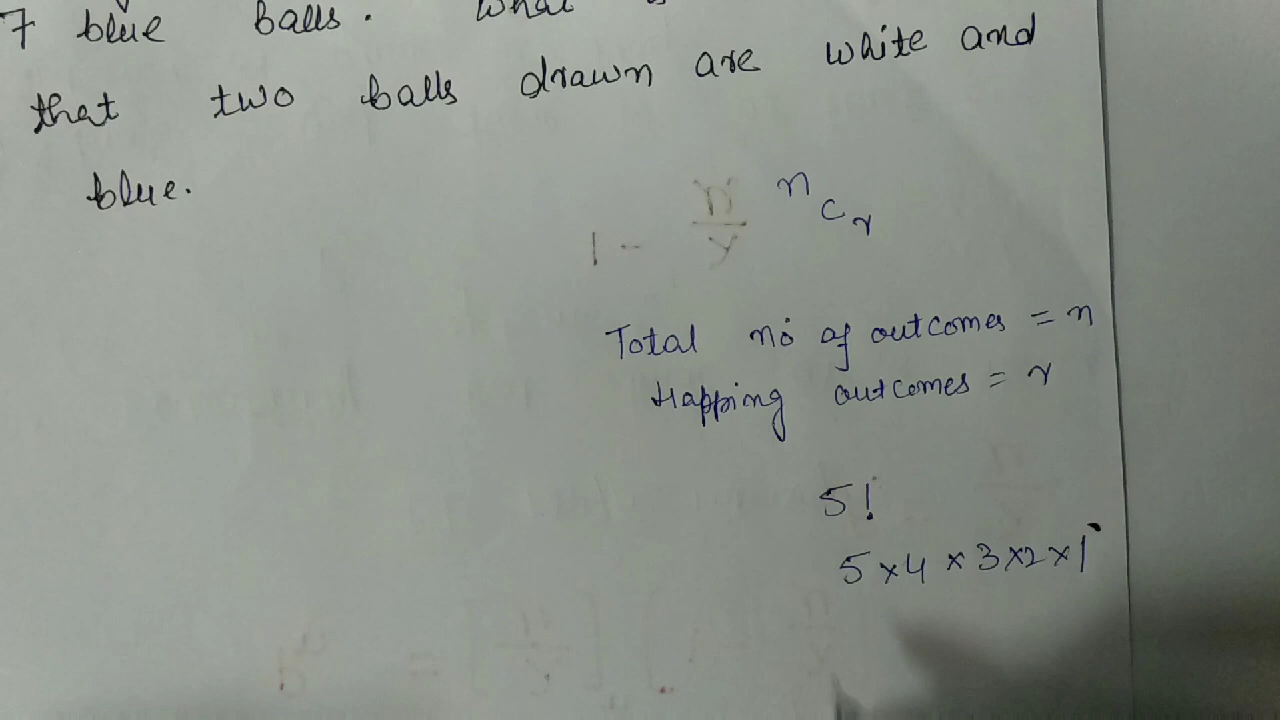 7 blue balls. What
that two balls drawn are white and
blue.
n c r
Total no of outcomes = n
Happing outcomes = r
5!
5 x 4 x 3 x 2 x 1